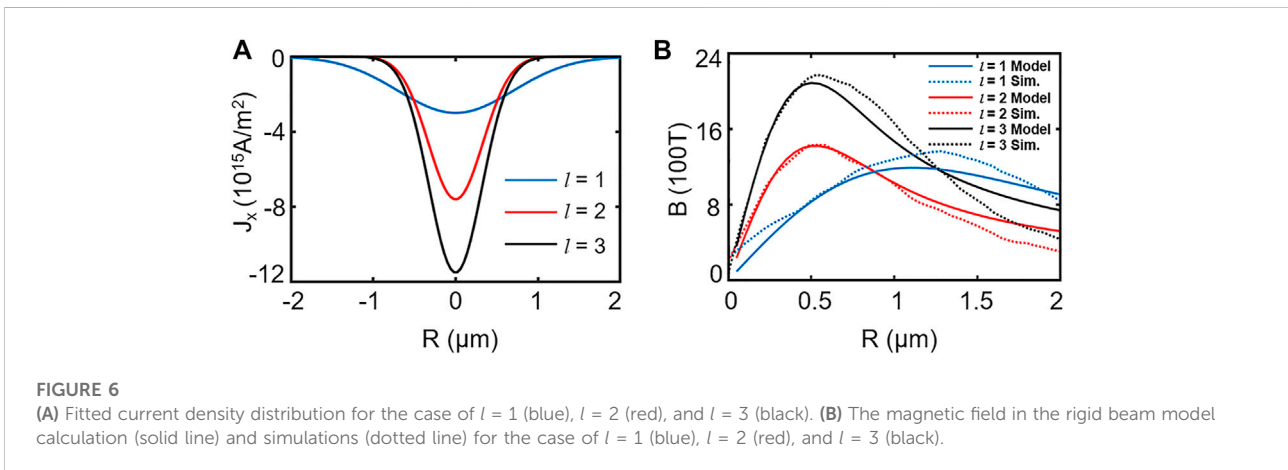 A
0
-4
-8
-12
Jx (10¹⁵A/m²)
l = 1
l = 2
l = 3
-2
-1
0
1
2
R (μm)
B
24
16
8
0
B (100T)
l = 1 Model
l = 1 Sim.
l = 2 Model
l = 2 Sim.
l = 3 Model
l = 3 Sim.
0
0.5
1
1.5
2
R (μm)
FIGURE 6
(A) Fitted current density distribution for the case of l = 1 (blue), l = 2 (red), and l = 3 (black). (B) The magnetic field in the rigid beam model
calculation (solid line) and simulations (dotted line) for the case of l = 1 (blue), l = 2 (red), and l = 3 (black).